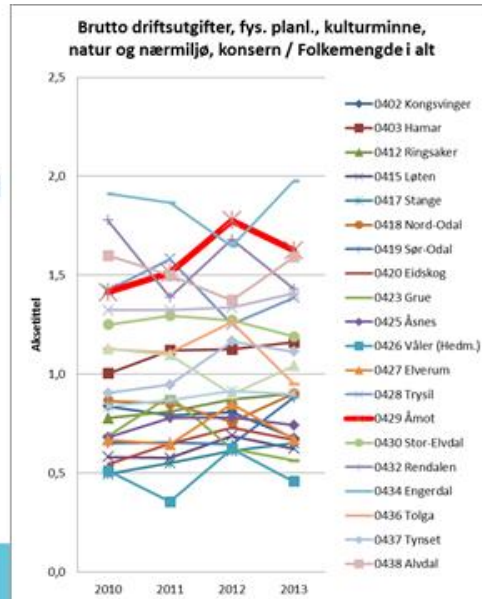 Brutto driftsutgifter, fys. planl., kulturminne,
natur og nærmiljø, konsern / Folkemengde i alt
2,5
2,0
1,5
1,0
0,5
0,0
Aksetittel
2010 2011 2012 2013
0402 Kongsvinger
0403 Hamar
0412 Ringsaker
0415 Løten
0417 Stange
0418 Nord-Odal
0419 Sør-Odal
0420 Eidskog
0423 Grue
0425 Åsnes
0426 Våler (Hedm.)
0427 Elverum
0428 Trysil
0429 Åmot
0430 Stor-Elvdal
0432 Rendalen
0434 Engerdal
0436 Tolga
0437 Tynset
0438 Alvdal